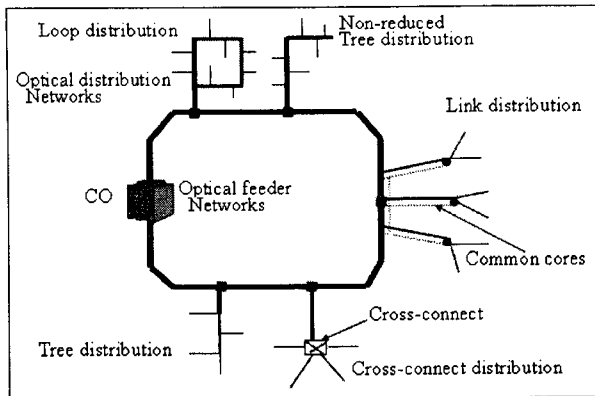 Loop distribution
Non-reduced
Tree distribution
Optical distribution
Networks
Link distribution
CO
Optical feeder
Networks
Common cores
Cross-connect
Tree distribution
Cross-connect distribution